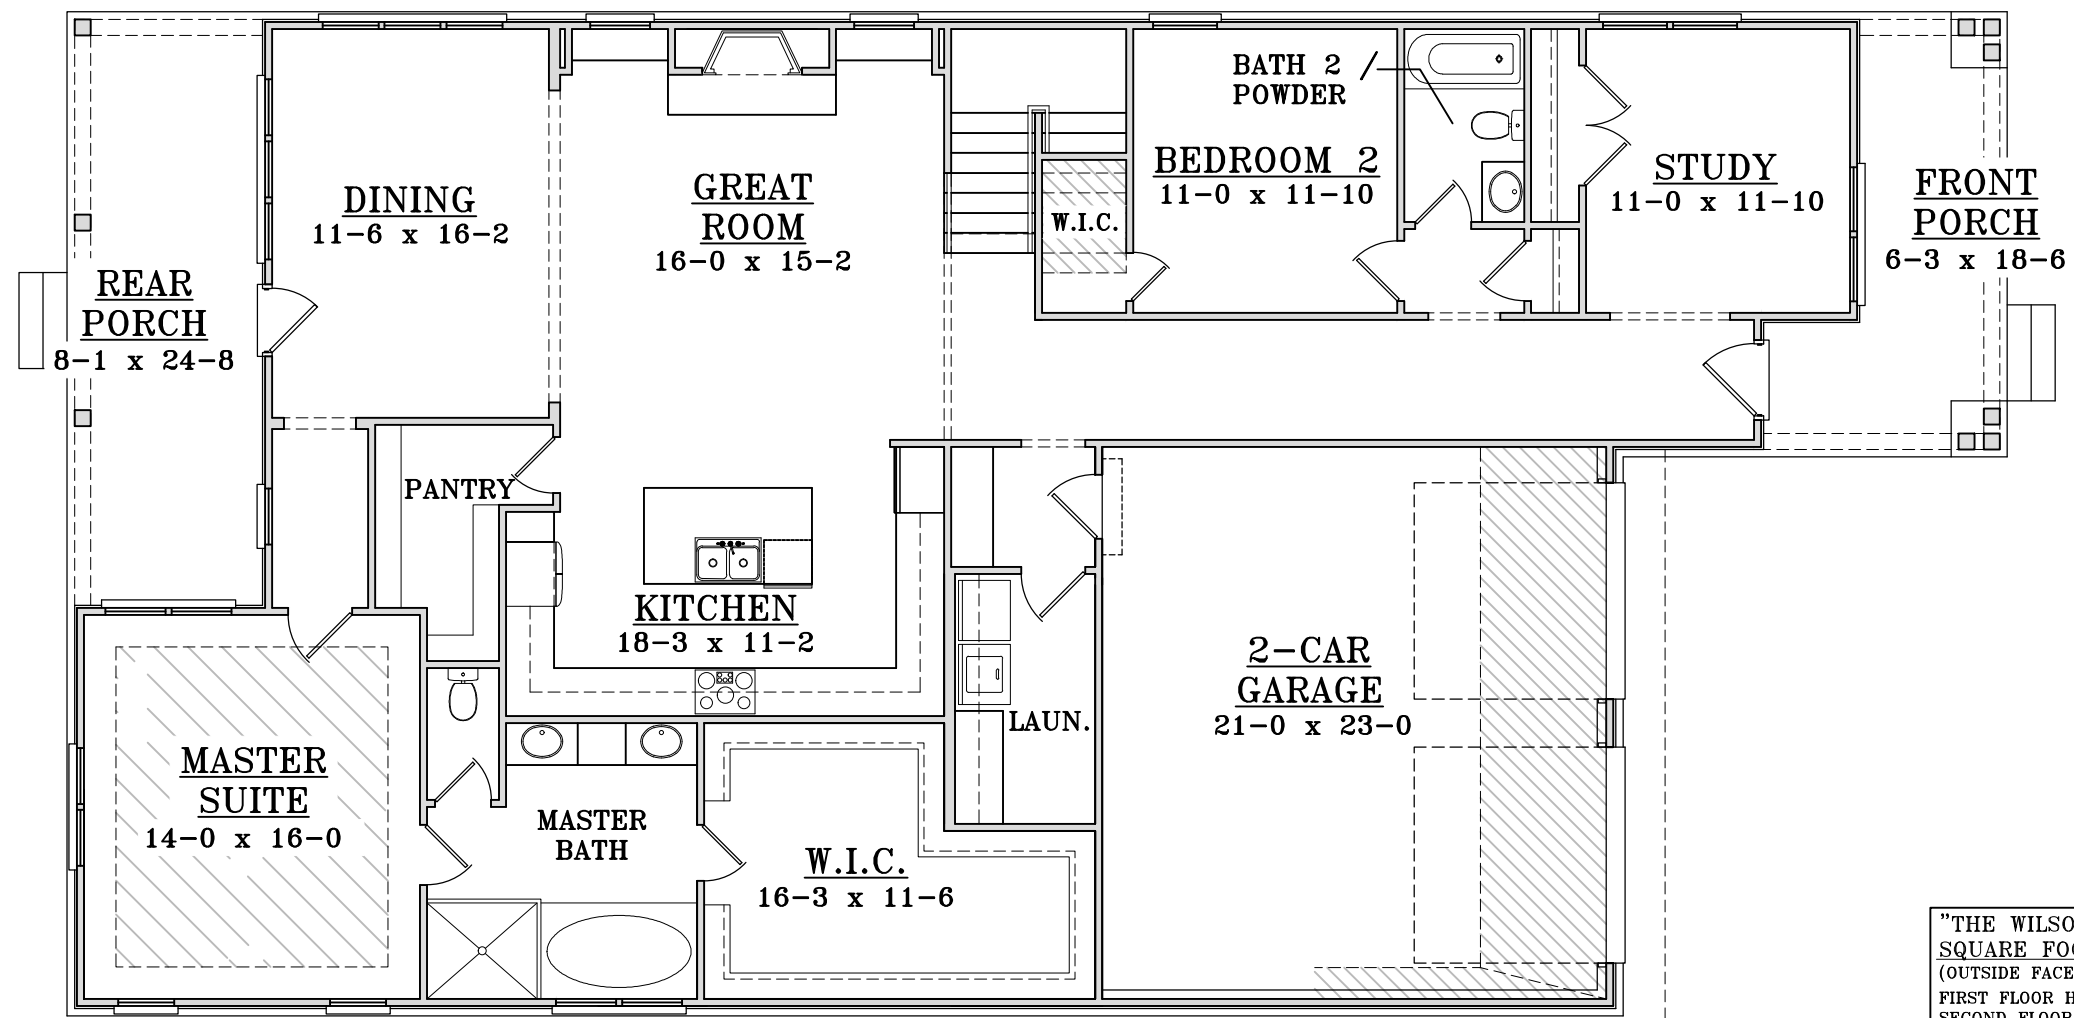 BATH 2
POWDER
DINING
11-6 x 16-2
GREAT
ROOM
16-0 x 15-2
W.I.C.
BEDROOM 2
11-0 x 11-10
STUDY
11-0 x 11-10
FRONT
PORCH
6-3 x 18-6
REAR
PORCH
8-1 x 24-8
PANTRY
KITCHEN
18-3 x 11-2
LAUN.
2-CAR
GARAGE
21-0 x 23-0
MASTER
SUITE
14-0 x 16-0
MASTER
BATH
W.I.C.
16-3 x 11-6
"THE WILSO
SQUARE FOO
(OUTSIDE FACE
FIRST FLOOR H
SECOND FLOOR